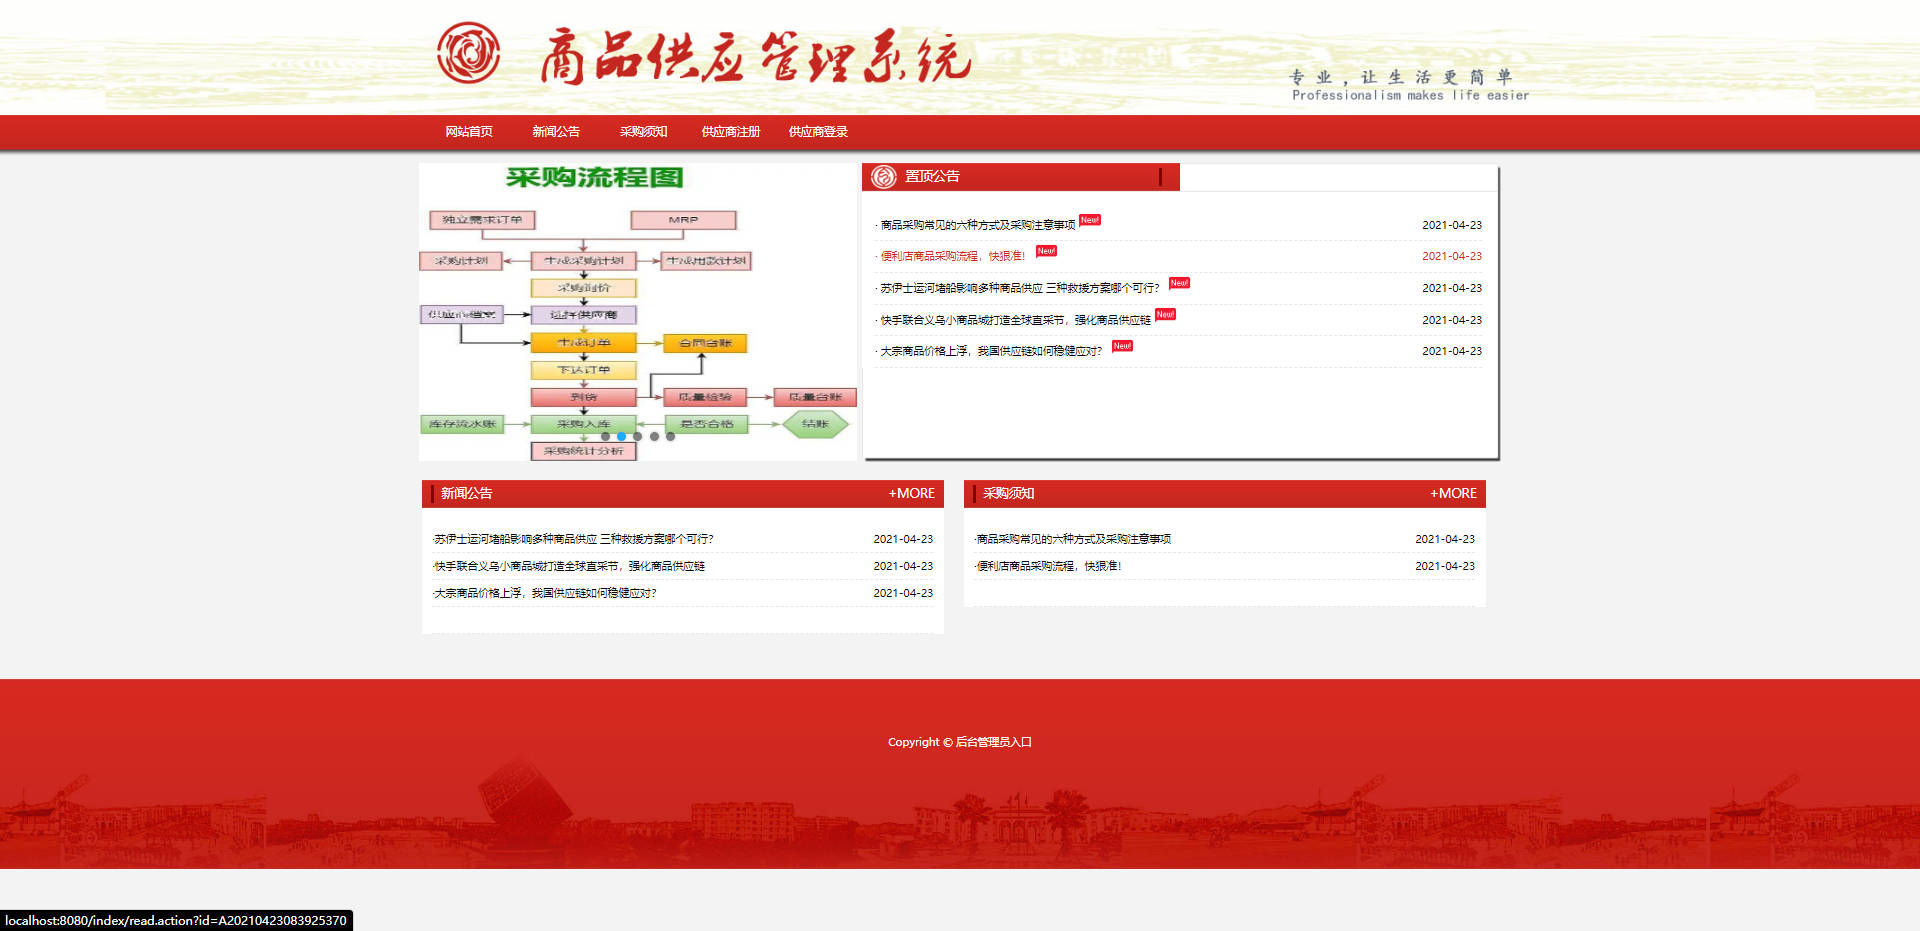 商品供应管理系统
专业,让生活更简单
Professionalism makes life easier
网站首页 新闻公告 采购须知 供应商注册 供应商登录
采购流程图
独立需求订单 MRP
采购计划 生成采购计划 生成用款计划
采购询价
选择供应商
生成订单 合同台账
下达订单
到货 质量检验 质量台账
库存流水账 采购入库 是否合格 结账
采购统计分析
置顶公告
· 商品采购常见的六种方式及采购注意事项 New! 2021-04-23
· 便利店商品采购流程，快狠准! New! 2021-04-23
· 苏伊士运河堵船影响多种商品供应 三种救援方案哪个可行? New! 2021-04-23
· 快手联合义乌小商品城打造全球直采节，强化商品供应链 New! 2021-04-23
· 大宗商品价格上浮，我国供应链如何稳健应对? New! 2021-04-23
新闻公告 +MORE
·苏伊士运河堵船影响多种商品供应 三种救援方案哪个可行? 2021-04-23
·快手联合义乌小商品城打造全球直采节，强化商品供应链 2021-04-23
·大宗商品价格上浮，我国供应链如何稳健应对? 2021-04-23
采购须知 +MORE
·商品采购常见的六种方式及采购注意事项 2021-04-23
·便利店商品采购流程，快狠准! 2021-04-23
Copyright © 后台管理员入口
localhost:8080/index/read.action?id=A20210423083925370